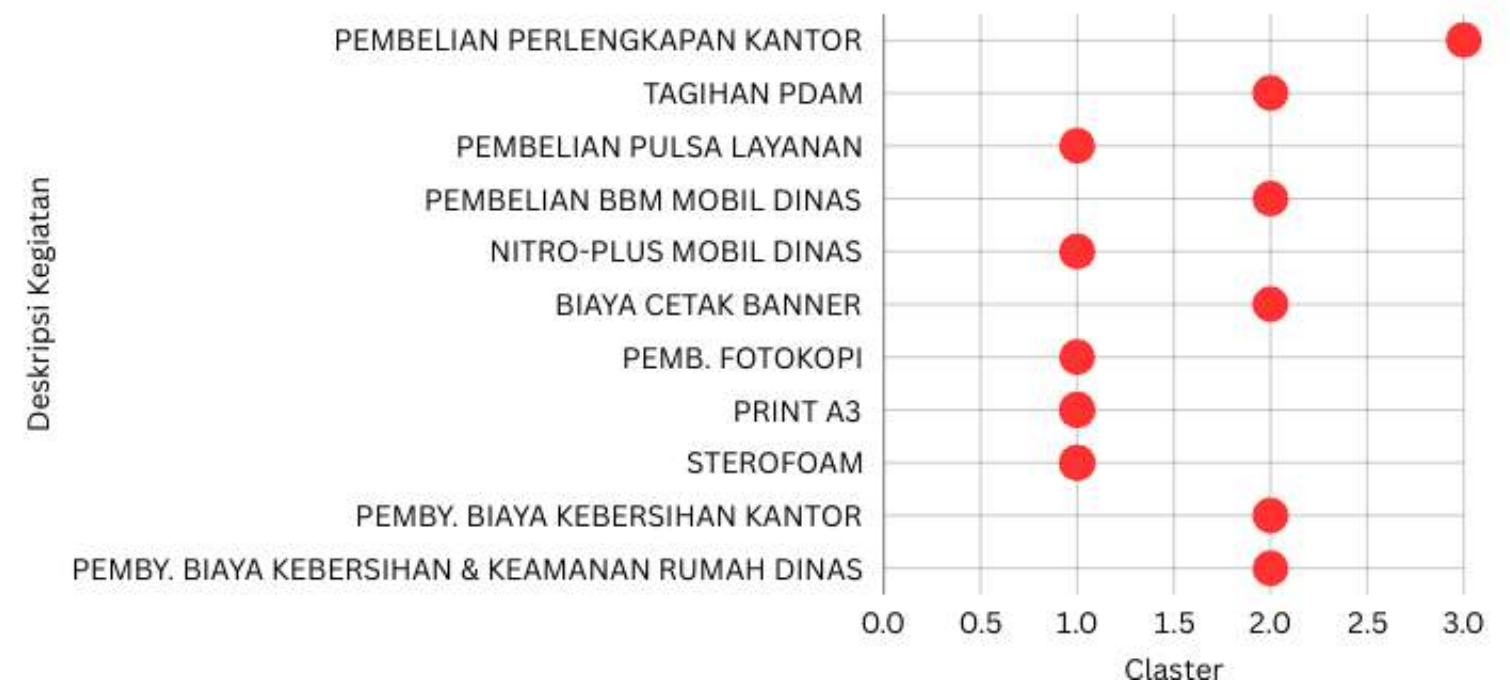 PEMBELIAN PERLENGKAPAN KANTOR
TAGIHAN PDAM
PEMBELIAN PULSA LAYANAN
PEMBELIAN BBM MOBIL DINAS
NITRO-PLUS MOBIL DINAS
BIAYA CETAK BANNER
PEMB. FOTOKOPI
PRINT A3
STEROFOAM
PEMBY. BIAYA KEBERSIHAN KANTOR
PEMBY. BIAYA KEBERSIHAN & KEAMANAN RUMAH DINAS
Deskripsi Kegiatan
0.0 0.5 1.0 1.5 2.0 2.5 3.0
Claster